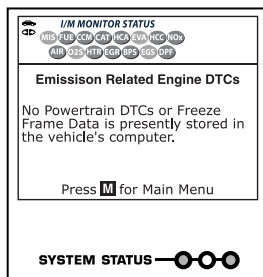 I/M MONITOR STATUS
MIS FUE CCM CAT HCA EVA HCC NOx
AIR O2S HTR EGR BPS EGS DPF
Emissison Related Engine DTCs
No Powertrain DTCs or Freeze
Frame Data is presently stored in
the vehicle's computer.
Press M for Main Menu
SYSTEM STATUS